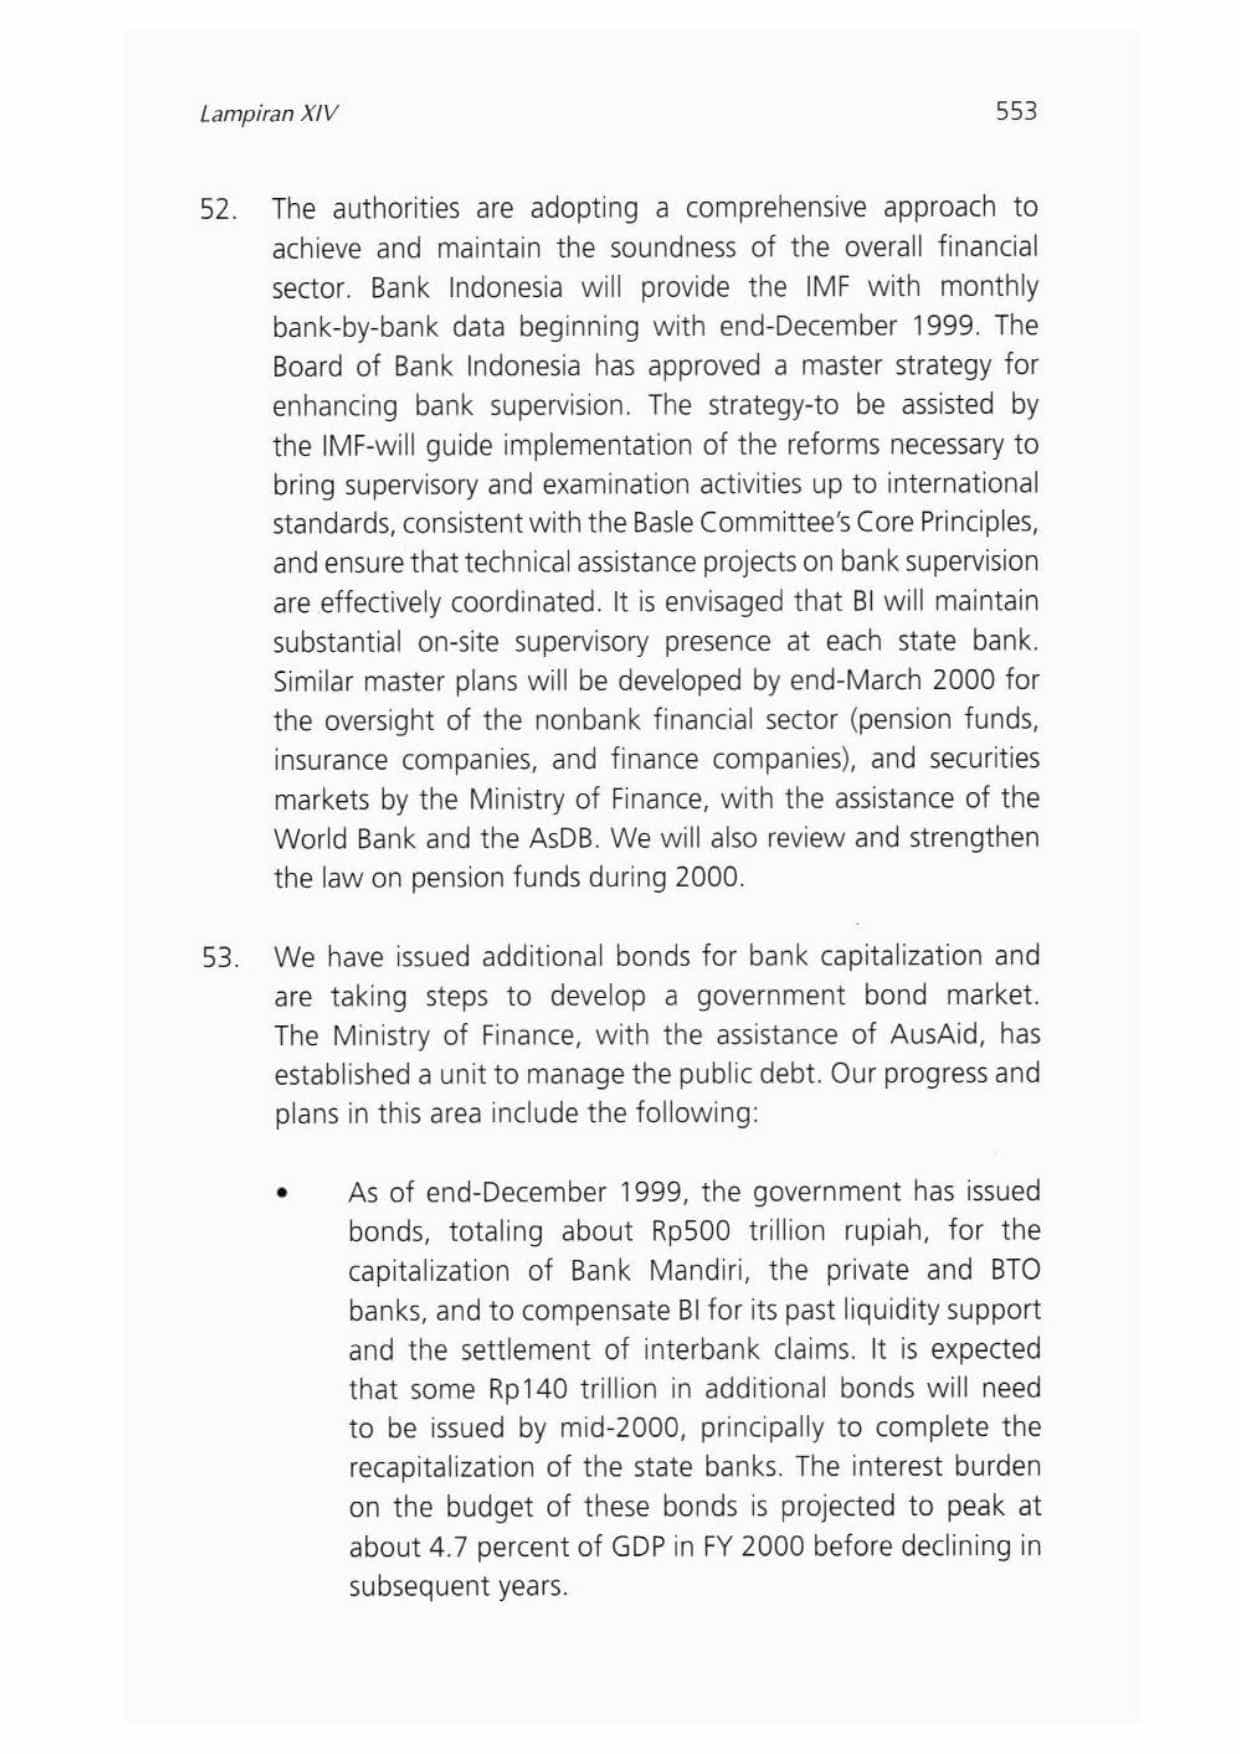 Lampiran XIV 553
52. The authorities are adopting a comprehensive approach to
achieve and maintain the soundness of the overall financial
sector. Bank Indonesia will provide the IMF with monthly
bank-by-bank data beginning with end-December 1999. The
Board of Bank Indonesia has approved a master strategy for
enhancing bank supervision. The strategy-to be assisted by
the IMF-will guide implementation of the reforms necessary to
bring supervisory and examination activities up to international
standards, consistent with the Basle Committee's Core Principles,
and ensure that technical assistance projects on bank supervision
are effectively coordinated. It is envisaged that BI will maintain
substantial on-site supervisory presence at each state bank.
Similar master plans will be developed by end-March 2000 for
the oversight of the nonbank financial sector (pension funds,
insurance companies, and finance companies), and securities
markets by the Ministry of Finance, with the assistance of the
World Bank and the AsDB. We will also review and strengthen
the law on pension funds during 2000.
53. We have issued additional bonds for bank capitalization and
are taking steps to develop a government bond market.
The Ministry of Finance, with the assistance of AusAid, has
established a unit to manage the public debt. Our progress and
plans in this area include the following:
• As of end-December 1999, the government has issued
bonds, totaling about Rp500 trillion rupiah, for the
capitalization of Bank Mandiri, the private and BTO
banks, and to compensate BI for its past liquidity support
and the settlement of interbank claims. It is expected
that some Rp140 trillion in additional bonds will need
to be issued by mid-2000, principally to complete the
recapitalization of the state banks. The interest burden
on the budget of these bonds is projected to peak at
about 4.7 percent of GDP in FY 2000 before declining in
subsequent years.